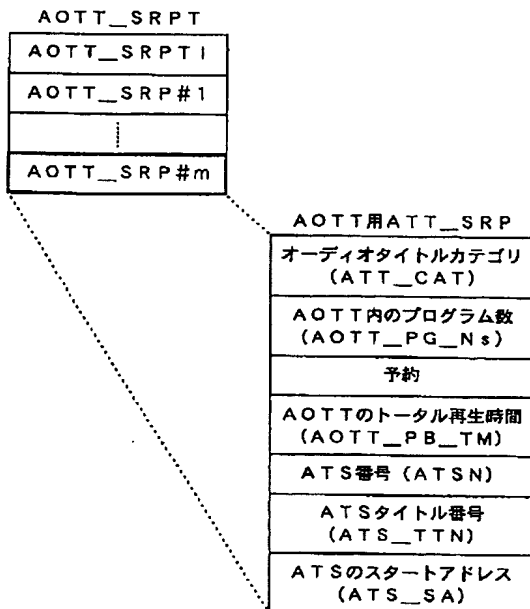 AOTT_SRPT
AOTT_SRPTI
AOTT_SRP#1
AOTT_SRP#m
AOTT用ATT_SRP
オーディオタイトルカテゴリ
(ATT_CAT)
AOTT内のプログラム数
(AOTT_PG_Ns)
予約
AOTTのトータル再生時間
(AOTT_PB_TM)
ATS番号 (ATSN)
ATSタイトル番号
(ATS_TTN)
ATSのスタートアドレス
(ATS_SA)